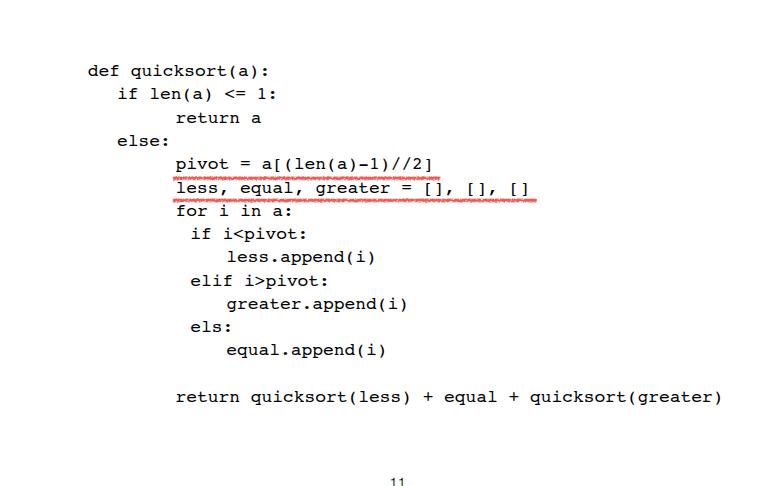 def quicksort(a):
if len(a) <= 1:
return a
else:
pivot = a[(len(a)-1)//2]
less, equal, greater = [], [], []
for i in a:
if i<pivot:
less.append(i)
elif i>pivot:
greater.append(i)
els:
equal.append(i)
return quicksort(less) + equal + quicksort(greater)
11